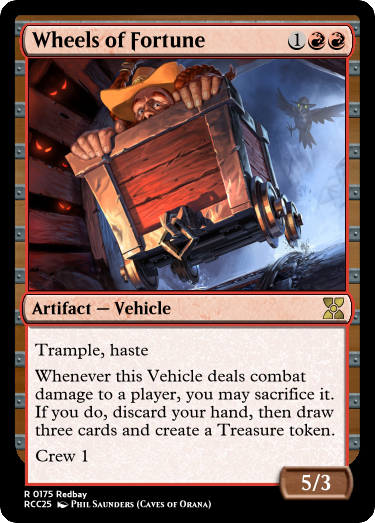 Wheels of Fortune 1
Artifact — Vehicle
Trample, haste
Whenever this Vehicle deals combat
damage to a player, you may sacrifice it.
If you do, discard your hand, then draw
three cards and create a Treasure token.
Crew 1
5/3
R 0175 Redbay
RCC25 Phil Saunders (Caves of Orana)